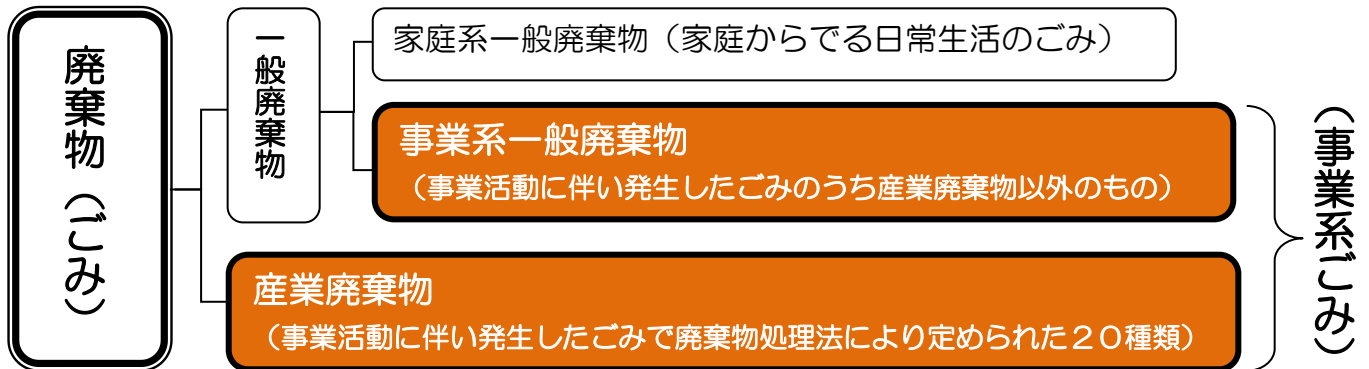 廃棄物（ごみ）
一般廃棄物
家庭系一般廃棄物（家庭からでる日常生活のごみ）
事業系一般廃棄物
（事業活動に伴い発生したごみのうち産業廃棄物以外のもの）
産業廃棄物
（事業活動に伴い発生したごみで廃棄物処理法により定められた２０種類）
（事業系ごみ）